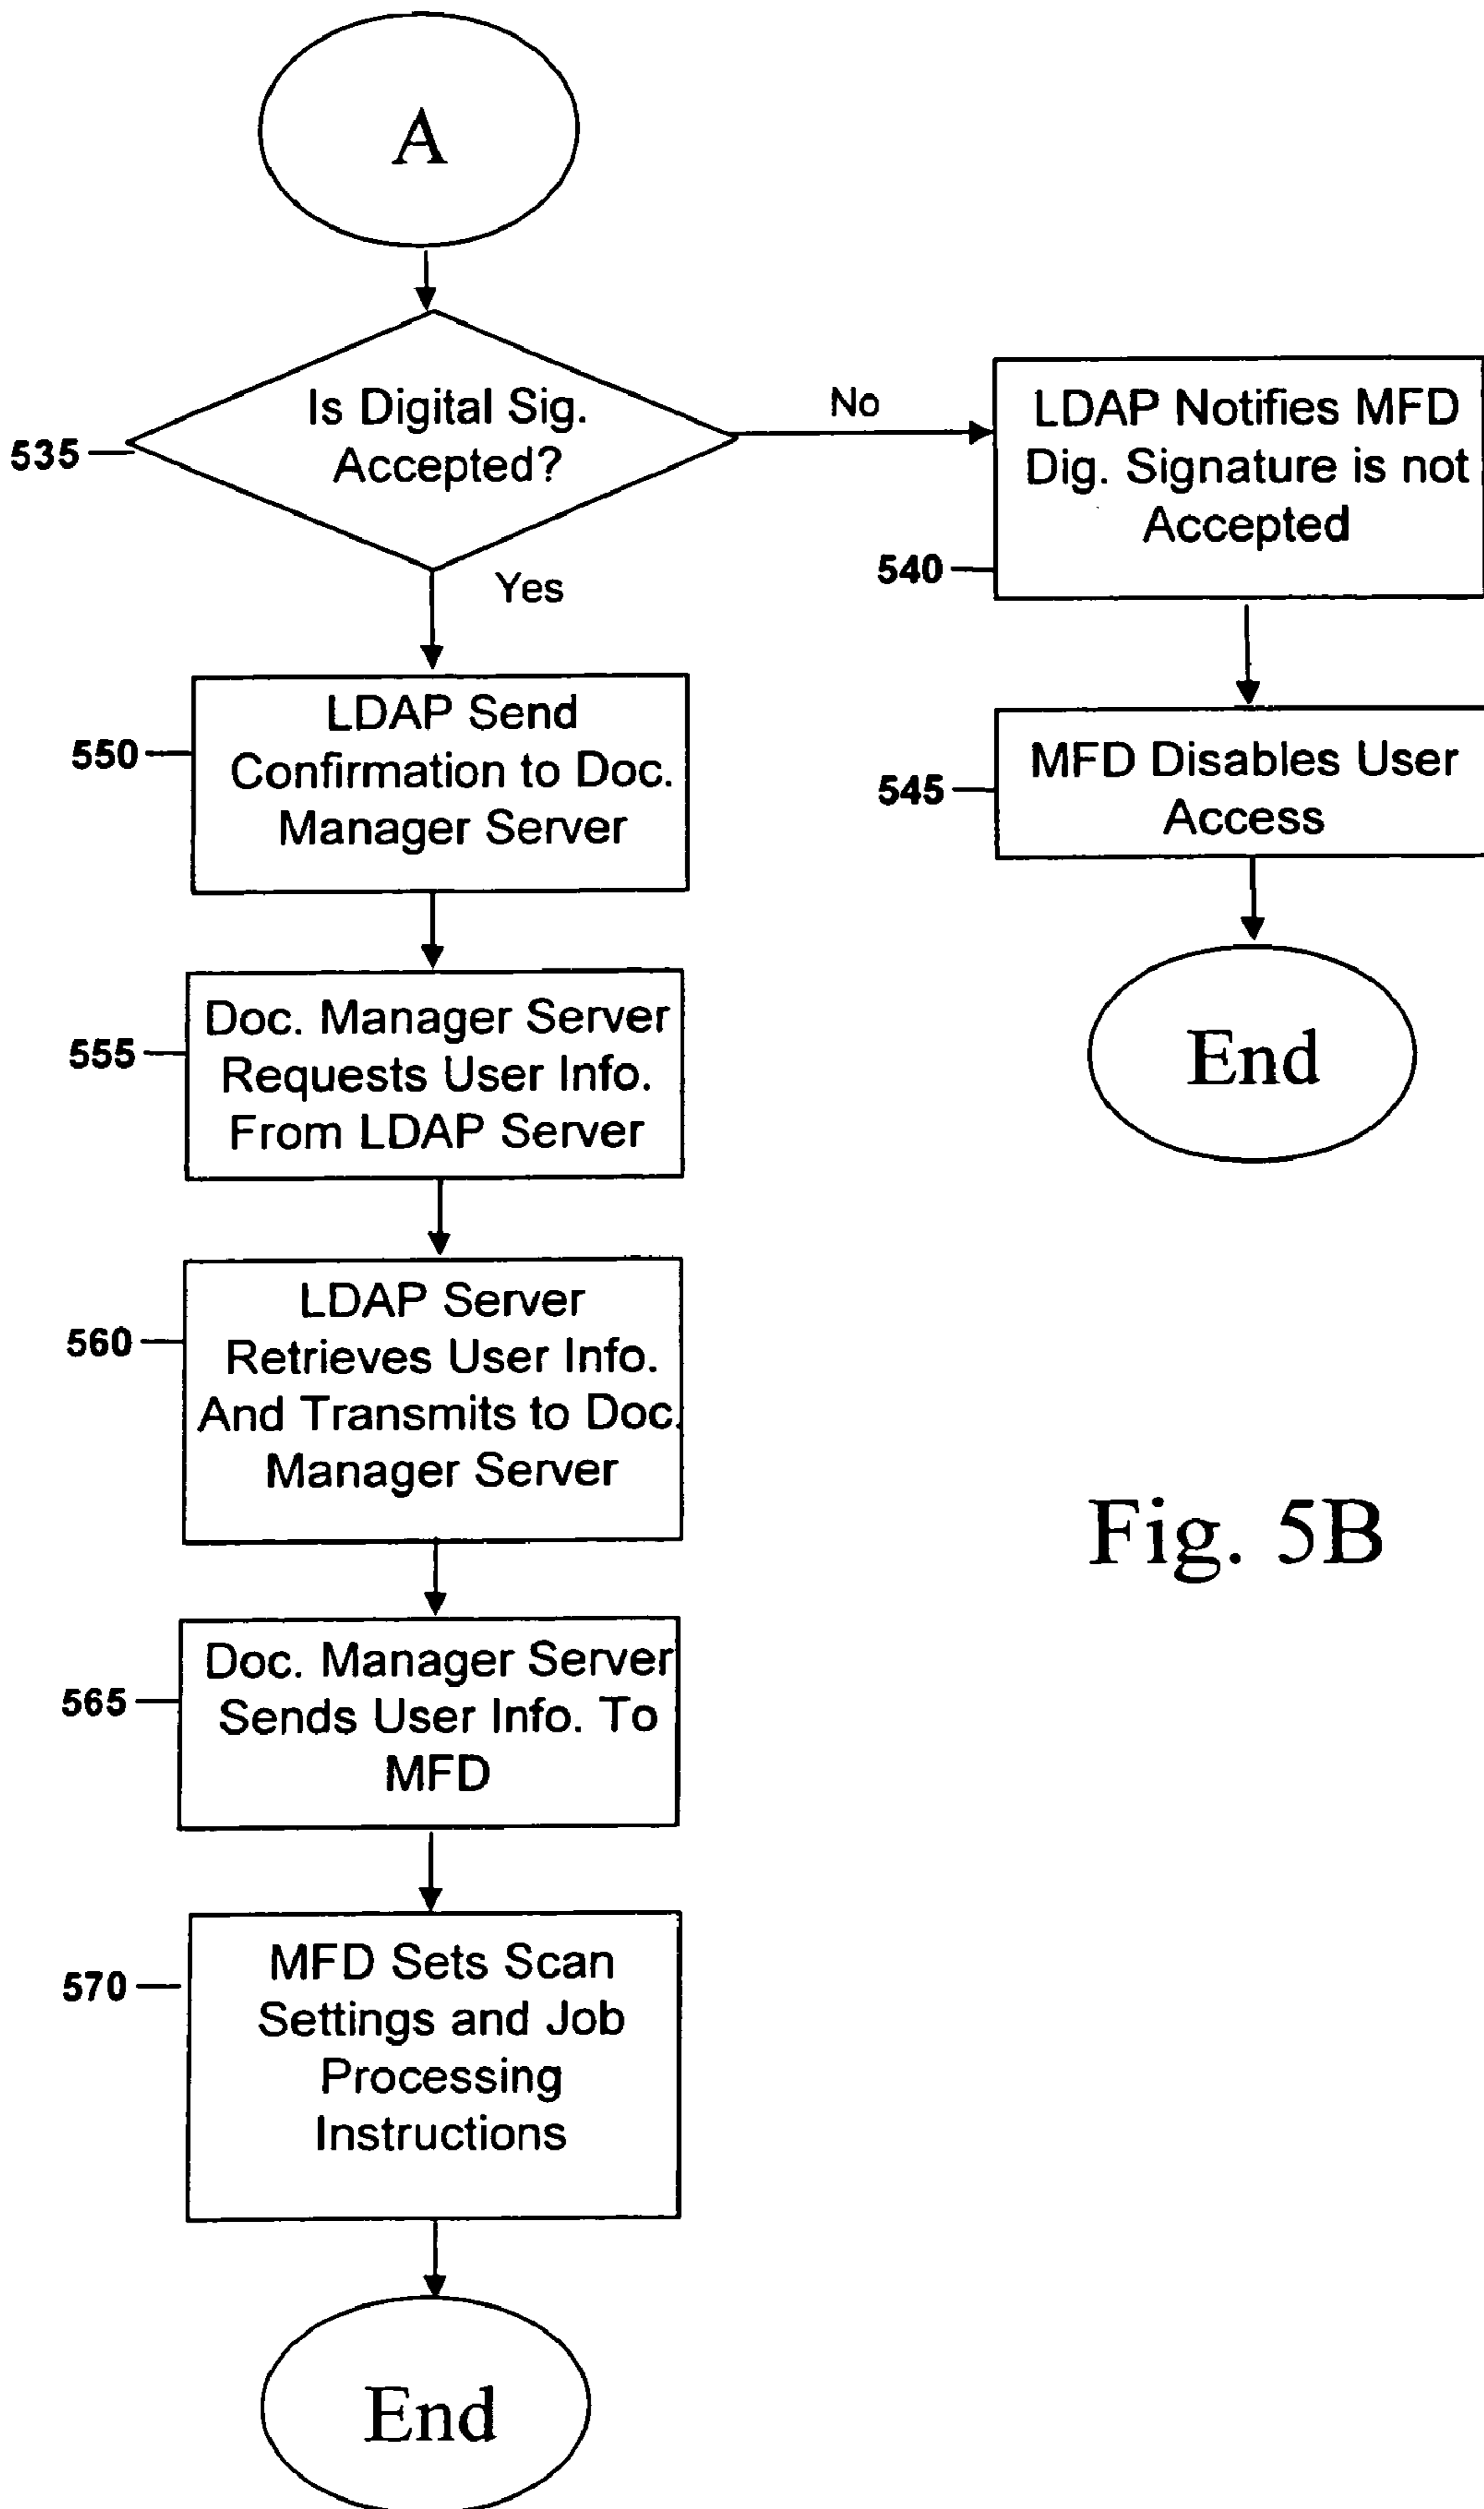 A
Is Digital Sig.
Accepted?
535
No
LDAP Notifies MFD
Dig. Signature is not
Accepted
540
Yes
LDAP Send
Confirmation to Doc.
Manager Server
550
MFD Disables User
Access
545
Doc. Manager Server
Requests User Info.
From LDAP Server
555
End
LDAP Server
Retrieves User Info.
And Transmits to Doc.
Manager Server
560
Fig. 5B
Doc. Manager Server
Sends User Info. To
MFD
565
MFD Sets Scan
Settings and Job
Processing
Instructions
570
End